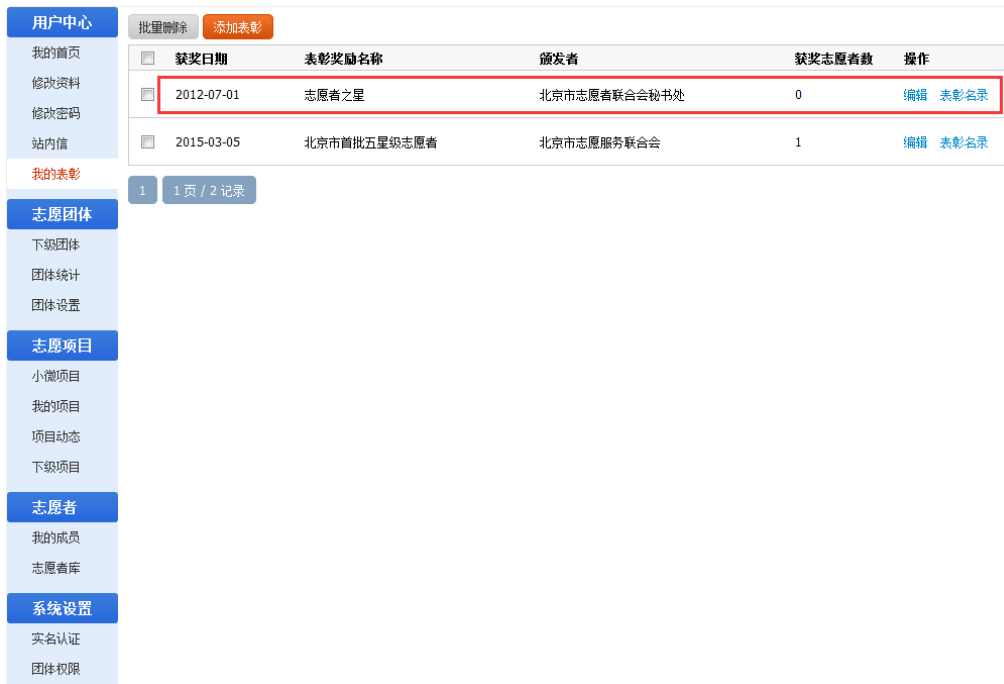 用户中心
我的首页
修改资料
修改密码
站内信
我的表彰
志愿团体
下级团体
团体统计
团体设置
志愿项目
小微项目
我的项目
项目动态
下级项目
志愿者
我的成员
志愿者库
系统设置
实名认证
团体权限
批量删除 添加表彰
获奖日期 表彰奖励名称 颁发者 获奖志愿者数 操作
2012-07-01 志愿者之星 北京市志愿者联合会秘书处 0 编辑 表彰名录
2015-03-05 北京市首批五星级志愿者 北京市志愿服务联合会 1 编辑 表彰名录
1 1 页 / 2 记录